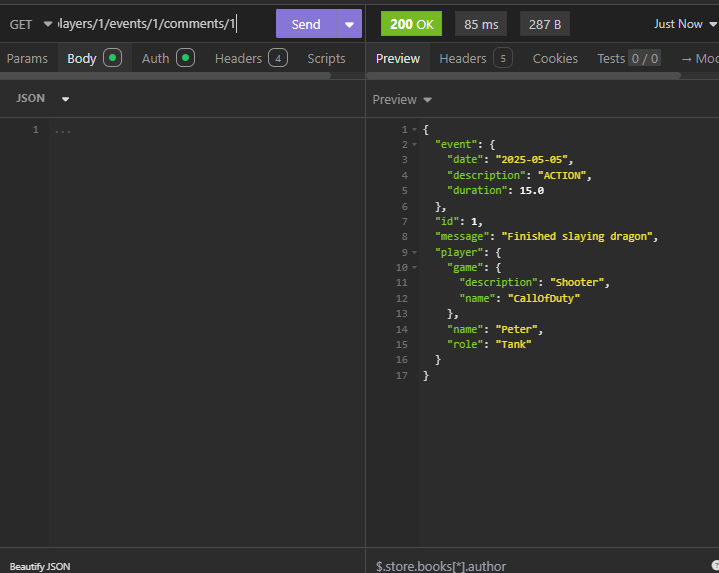 GET layers/1/events/1/comments/1 Send 200 OK 85 ms 287 B Just Now
Params Body Auth Headers 4 Scripts Preview Headers 5 Cookies Tests 0 / 0 → Moc
JSON Preview
1 ...
1 {
2 "event": {
3 "date": "2025-05-05",
4 "description": "ACTION",
5 "duration": 15.0
6 },
7 "id": 1,
8 "message": "Finished slaying dragon",
9 "player": {
10 "game": {
11 "description": "Shooter",
12 "name": "CallOfDuty"
13 },
14 "name": "Peter",
15 "role": "Tank"
16 }
17 }
Beautify JSON $.store.books[*].author ?